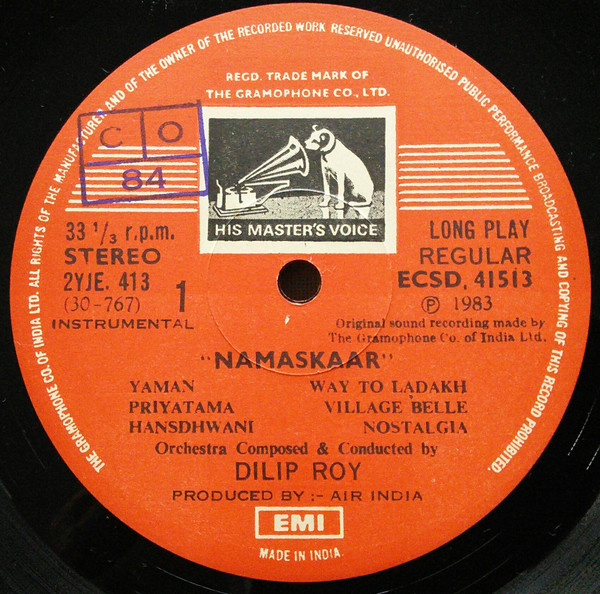 THE GRAMOPHONE CO. OF INDIA LTD. ALL RIGHTS OF THE MANUFACTURER AND OF THE OWNER OF THE RECORDED WORK RESERVED UNAUTHORISED PUBLIC PERFORMANCE BROADCASTING AND COPYING OF THIS RECORD PROHIBITED.
REGD. TRADE MARK OF
THE GRAMOPHONE CO., LTD.
C O
84
HIS MASTER'S VOICE
33 1/3 r.p.m.
STEREO
2YJE. 413
(30-767) 1
INSTRUMENTAL
LONG PLAY
REGULAR
ECSD. 41513
℗ 1983
Original sound recording made by
The Gramophone Co. of India Ltd.
"NAMASKAAR"
YAMAN WAY TO LADAKH
PRIYATAMA VILLAGE BELLE
HANSDHWANI NOSTALGIA
Orchestra Composed & Conducted by
DILIP ROY
PRODUCED BY :- AIR INDIA
EMI
MADE IN INDIA.